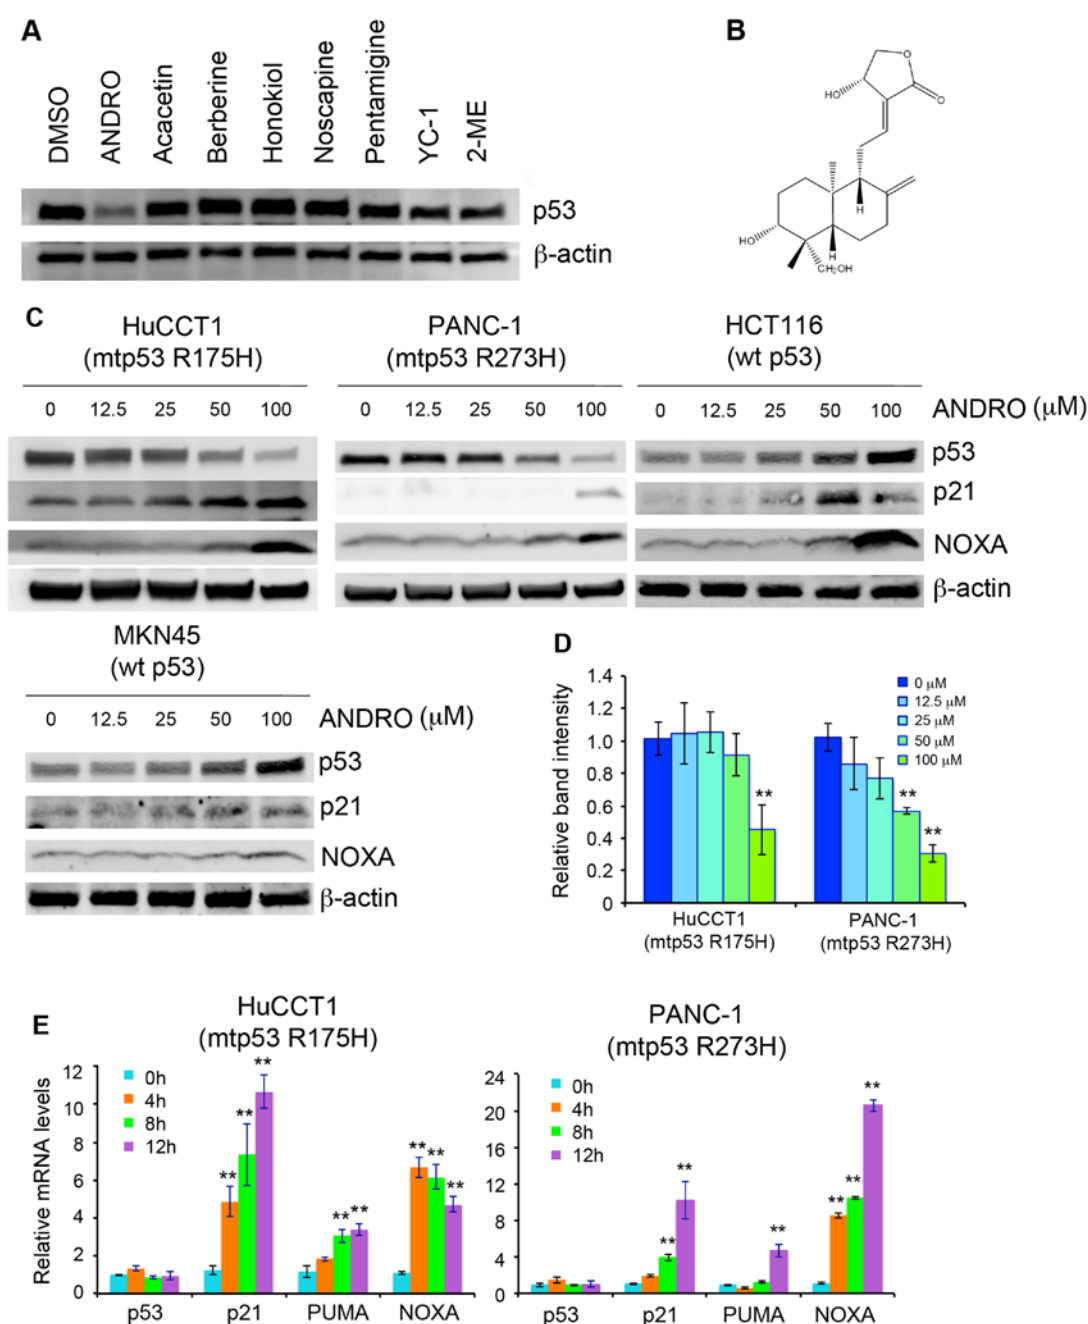 A
DMSO
ANDRO
Acacetin
Berberine
Honokiol
Noscapine
Pentamigine
YC-1
2-ME
p53
β-actin
B
HO
O
O
H
HO
H
CH₂OH
C
HuCCT1
(mtp53 R175H)
0 12.5 25 50 100
PANC-1
(mtp53 R273H)
0 12.5 25 50 100
HCT116
(wt p53)
0 12.5 25 50 100
ANDRO (μM)
p53
p21
NOXA
β-actin
MKN45
(wt p53)
0 12.5 25 50 100
ANDRO (μM)
p53
p21
NOXA
β-actin
D
Relative band intensity
1.4
1.2
1.0
0.8
0.6
0.4
0.2
0
0 μM
12.5 μM
25 μM
50 μM
100 μM
**
**
**
HuCCT1
(mtp53 R175H)
PANC-1
(mtp53 R273H)
E
HuCCT1
(mtp53 R175H)
Relative mRNA levels
12
10
8
6
4
2
0
0h
4h
8h
12h
** ** **
** **
** ** **
p53 p21 PUMA NOXA
PANC-1
(mtp53 R273H)
24
20
16
12
8
4
0
0h
4h
8h
12h
** **
**
** ** **
p53 p21 PUMA NOXA